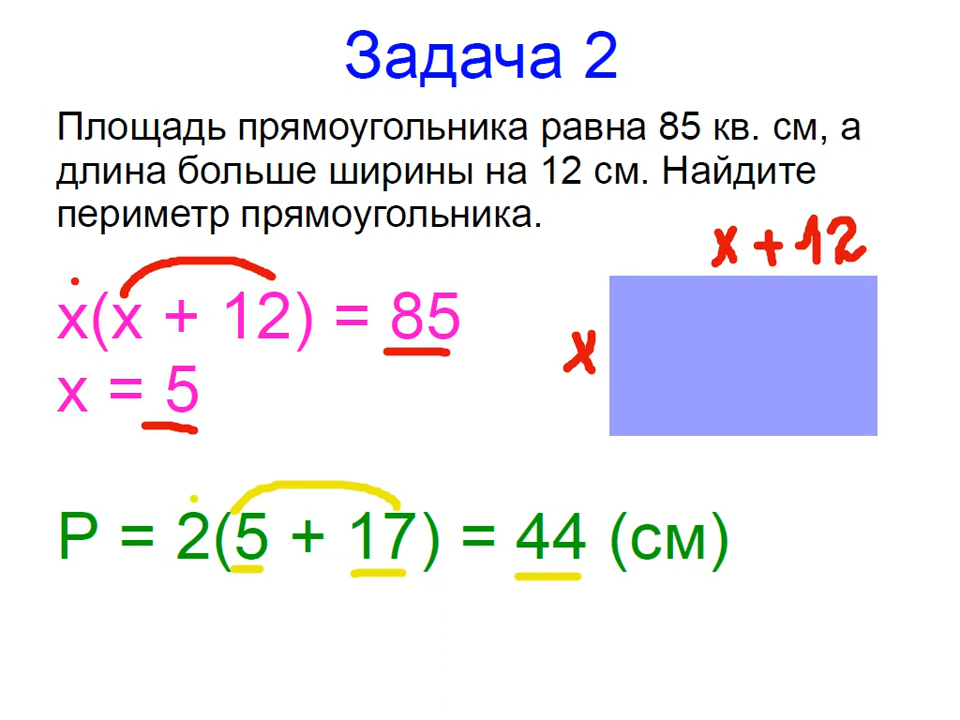 Задача 2
Площадь прямоугольника равна 85 кв. см, а
длина больше ширины на 12 см. Найдите
периметр прямоугольника.
x + 12
x(x + 12) = 85
x
x = 5
P = 2(5 + 17) = 44 (см)